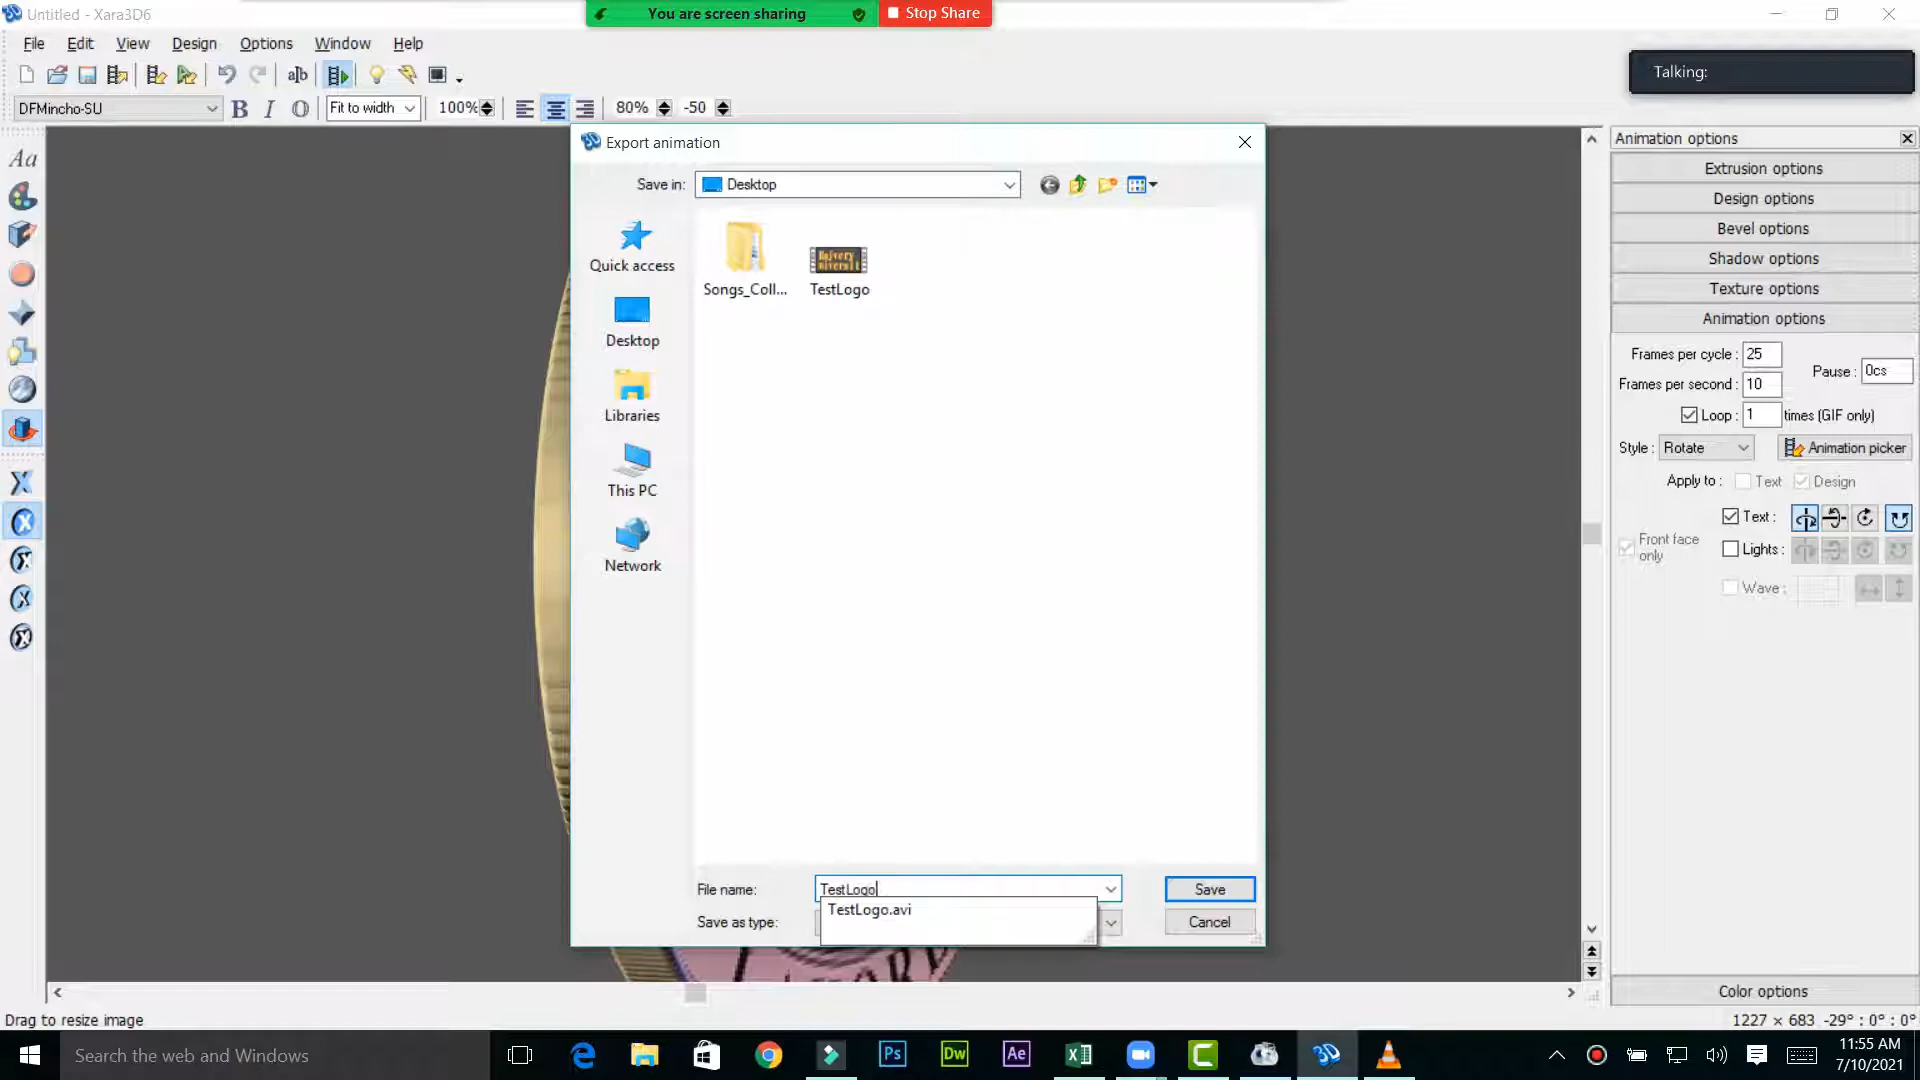 Untitled - Xara3D6
You are screen sharing
Stop Share
File Edit View Design Options Window Help
Talking:
a|b
DFMincho-SU
B I O
Fit to width
100%
80%
-50
Export animation
Animation options
Save in:
Desktop
Aa
Quick access
Desktop
Libraries
This PC
Network
Songs_Coll...
TestLogo
Extrusion options
Design options
Bevel options
Shadow options
Texture options
Animation options
Frames per cycle : 25
Pause : 0cs
Frames per second : 10
Loop : 1 times (GIF only)
Style : Rotate
Animation picker
Apply to : Text Design
Text :
Front face only
Lights :
Wave :
File name: TestLogo
Save
TestLogo.avi
Save as type:
Cancel
Color options
Drag to resize image
1227 × 683 -29° : 0° : 0°
Search the web and Windows
Ps
Dw
Ae
11:55 AM
7/10/2021